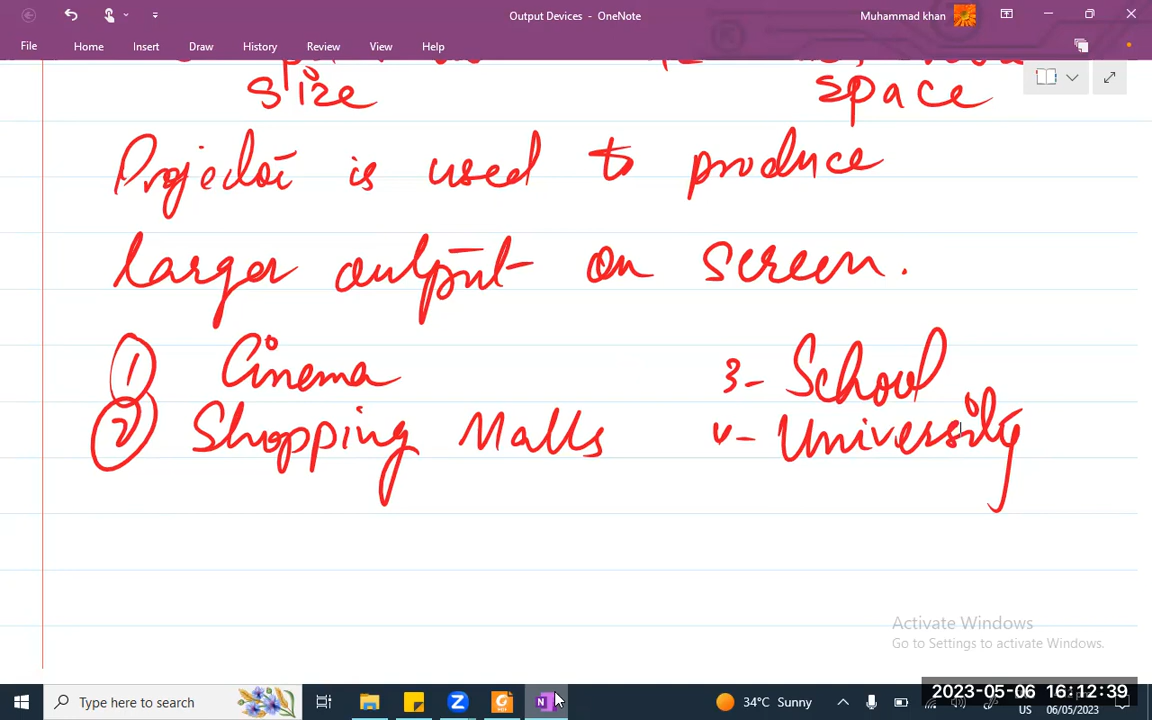 Output Devices - OneNote
Muhammad khan
File Home Insert Draw History Review View Help
size space
Projector is used to produce
larger output on screen.
① Cinema 3- School
② Shopping Malls 4- University
Activate Windows
Go to Settings to activate Windows.
Type here to search
34°C Sunny
2023-05-06 16:12:39
US 06/05/2023